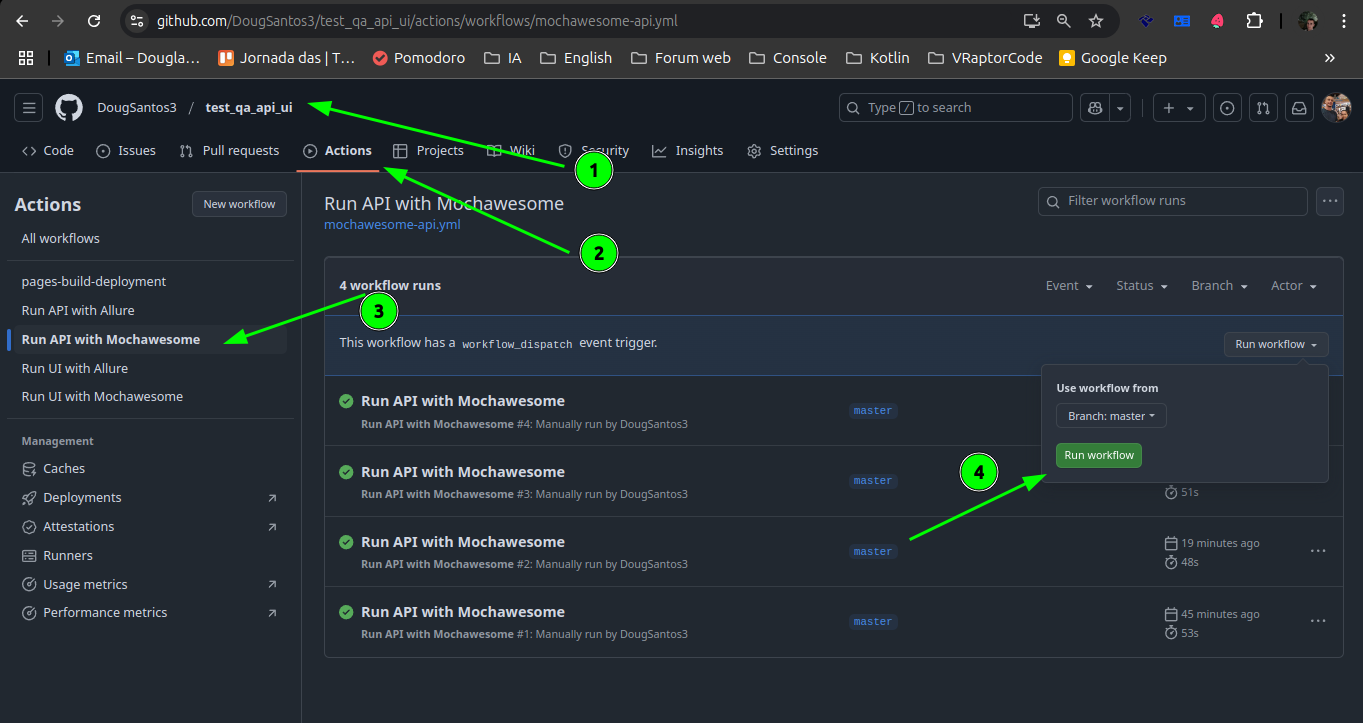 github.com/DougSantos3/test_qa_api_ui/actions/workflows/mochawesome-api.yml
Email – Dougla... Jornada das | T... Pomodoro IA English Forum web Console Kotlin VRaptorCode Google Keep »
DougSantos3 / test_qa_api_ui Type / to search
Code Issues Pull requests Actions Projects Wiki Security Insights Settings
1
Actions New workflow
Run API with Mochawesome Filter workflow runs
mochawesome-api.yml
2
All workflows
pages-build-deployment
4 workflow runs Event Status Branch Actor
3
Run API with Allure
Run API with Mochawesome
This workflow has a workflow_dispatch event trigger. Run workflow
Run UI with Allure
Run UI with Mochawesome
Use workflow from
Branch: master
Run workflow
Run API with Mochawesome
master
Run API with Mochawesome #4: Manually run by DougSantos3
Management
Caches
Deployments
Attestations
Runners
Usage metrics
Performance metrics
4
Run API with Mochawesome
master
Run API with Mochawesome #3: Manually run by DougSantos3
51s
Run API with Mochawesome
master
19 minutes ago
Run API with Mochawesome #2: Manually run by DougSantos3
48s
Run API with Mochawesome
master
45 minutes ago
Run API with Mochawesome #1: Manually run by DougSantos3
53s